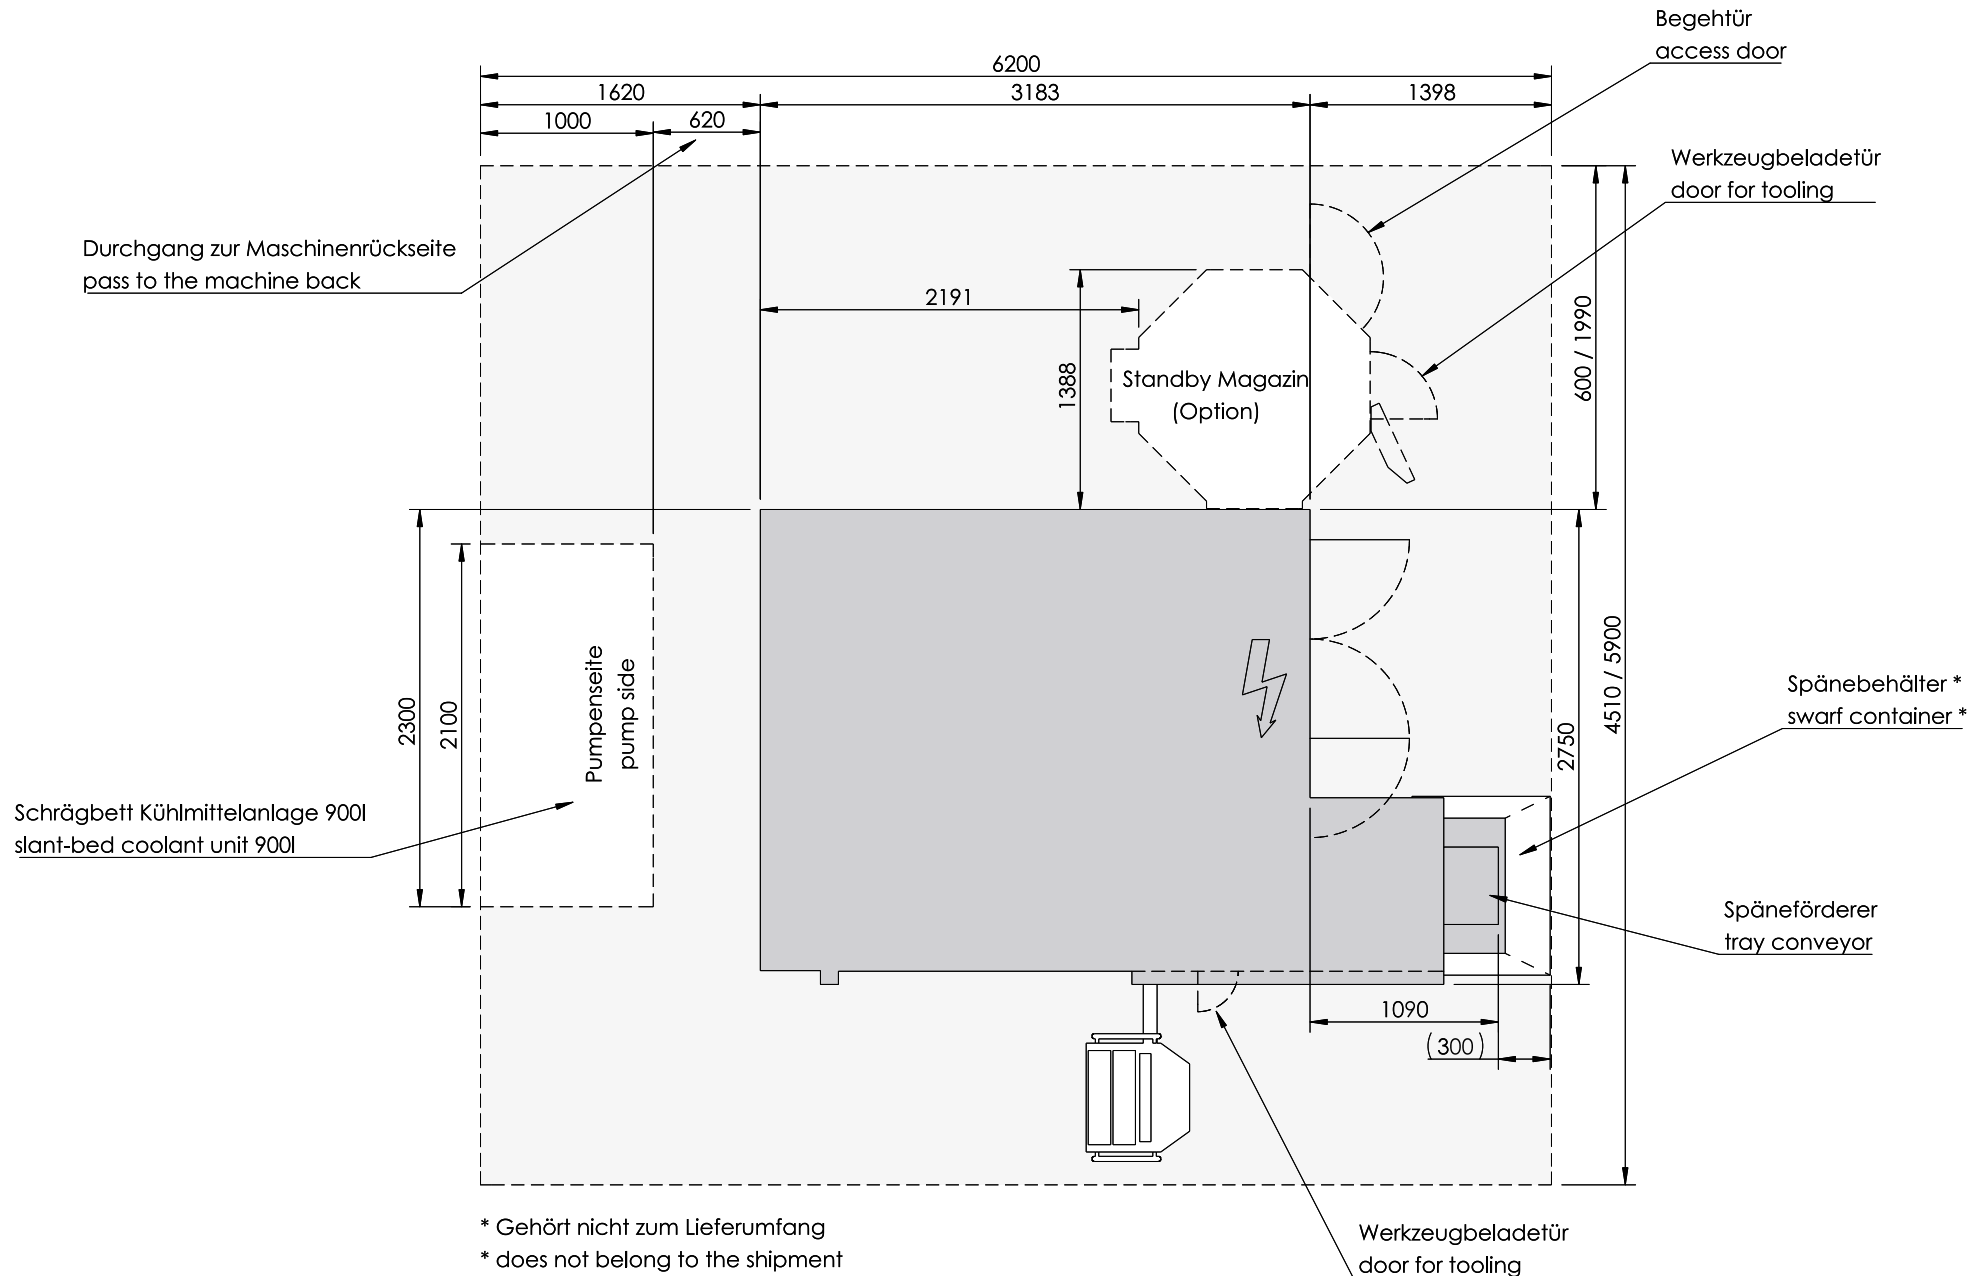 Begehtür
access door
6200
1620
3183
1398
1000
620
Werkzeugbeladetür
door for tooling
Durchgang zur Maschinenrückseite
pass to the machine back
2191
1388
600 / 1990
Standby Magazin
(Option)
2300
2100
Pumpenseite
pump side
4510 / 5900
2750
Spänebehälter *
swarf container *
Schrägbett Kühlmittelanlage 900l
slant-bed coolant unit 900l
Späneförderer
tray conveyor
1090
(300)
* Gehört nicht zum Lieferumfang
* does not belong to the shipment
Werkzeugbeladetür
door for tooling